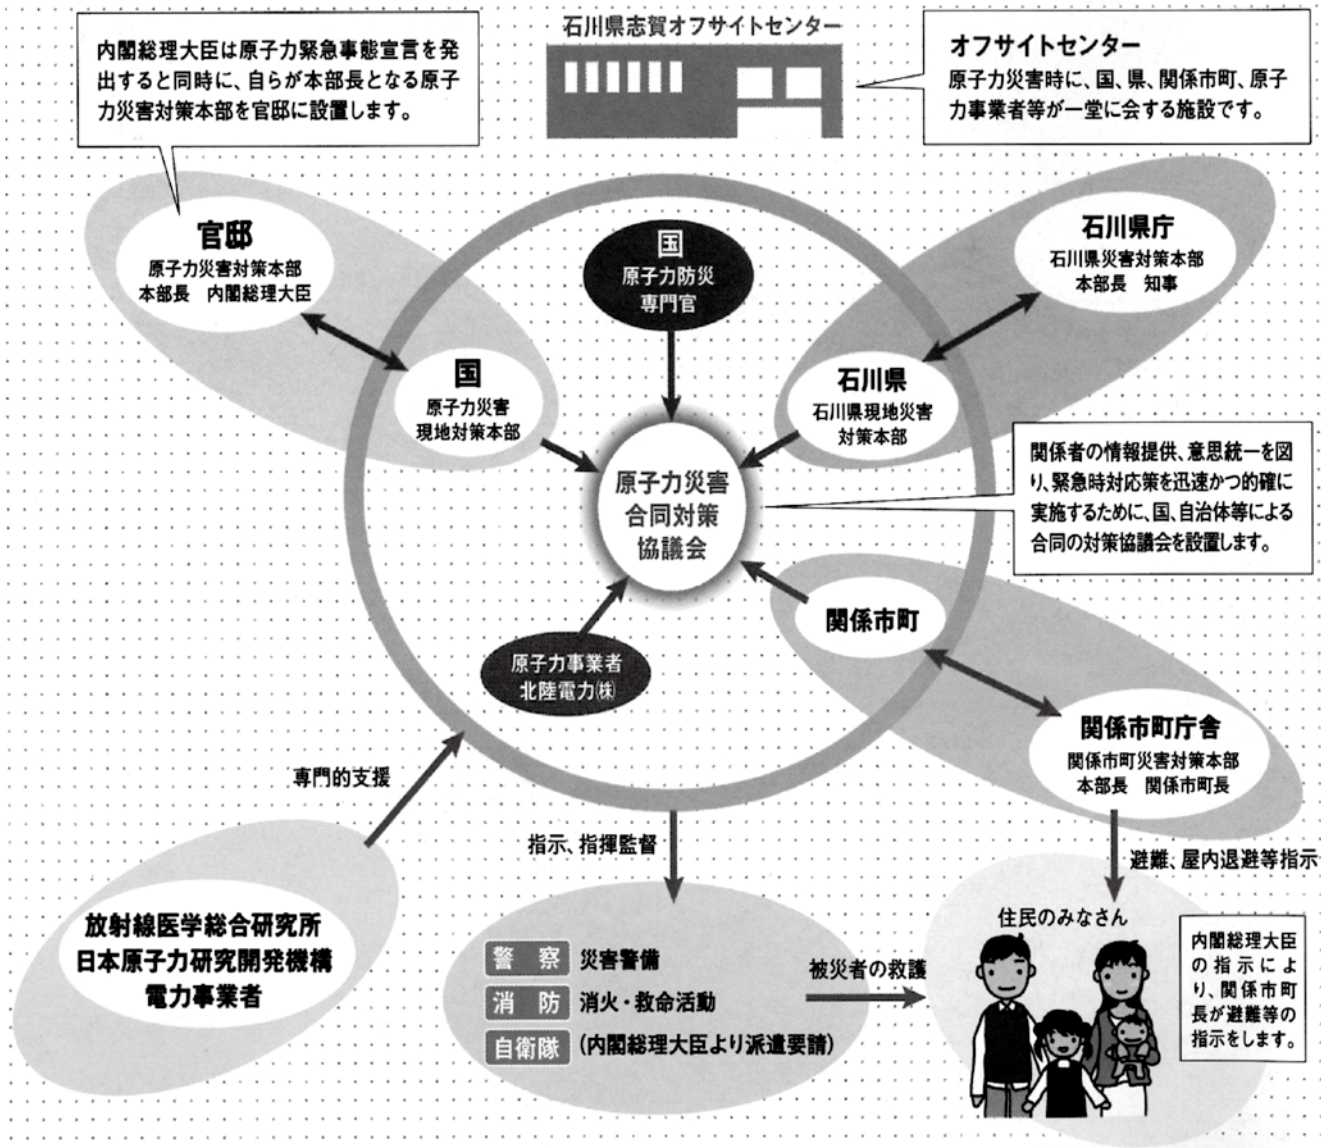 石川県志賀オフサイトセンター
内閣総理大臣は原子力緊急事態宣言を発
出すると同時に、自らが本部長となる原子
力災害対策本部を官邸に設置します。
オフサイトセンター
原子力災害時に、国、県、関係市町、原子
力事業者等が一堂に会する施設です。
官邸
原子力災害対策本部
本部長 内閣総理大臣
国
原子力防災
専門官
石川県庁
石川県災害対策本部
本部長 知事
国
原子力災害
現地対策本部
石川県
石川県現地災害
対策本部
原子力災害
合同対策
協議会
関係者の情報提供、意思統一を図
り、緊急時対応策を迅速かつ的確に
実施するために、国、自治体等による
合同の対策協議会を設置します。
関係市町
原子力事業者
北陸電力㈱
関係市町庁舎
関係市町災害対策本部
本部長 関係市町長
専門的支援
指示、指揮監督
避難、屋内退避等指示
放射線医学総合研究所
日本原子力研究開発機構
電力事業者
警察 災害警備
消防 消火・救命活動
自衛隊 (内閣総理大臣より派遣要請)
被災者の救護
住民のみなさん
内閣総理大臣
の指示によ
り、関係市町
長が避難等の
指示をします。